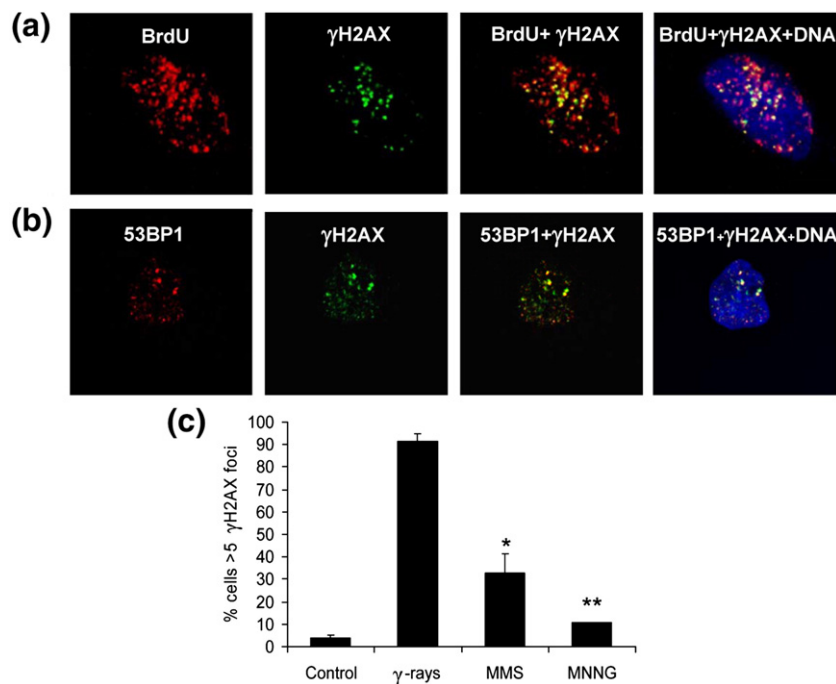 (a)
BrdU
γH2AX
BrdU+ γH2AX
BrdU+γH2AX+DNA
(b)
53BP1
γH2AX
53BP1+γH2AX
53BP1+γH2AX+DNA
(c)
% cells >5 γH2AX foci
100
90
80
70
60
50
40
30
20
10
0
*
**
Control
γ-rays
MMS
MNNG